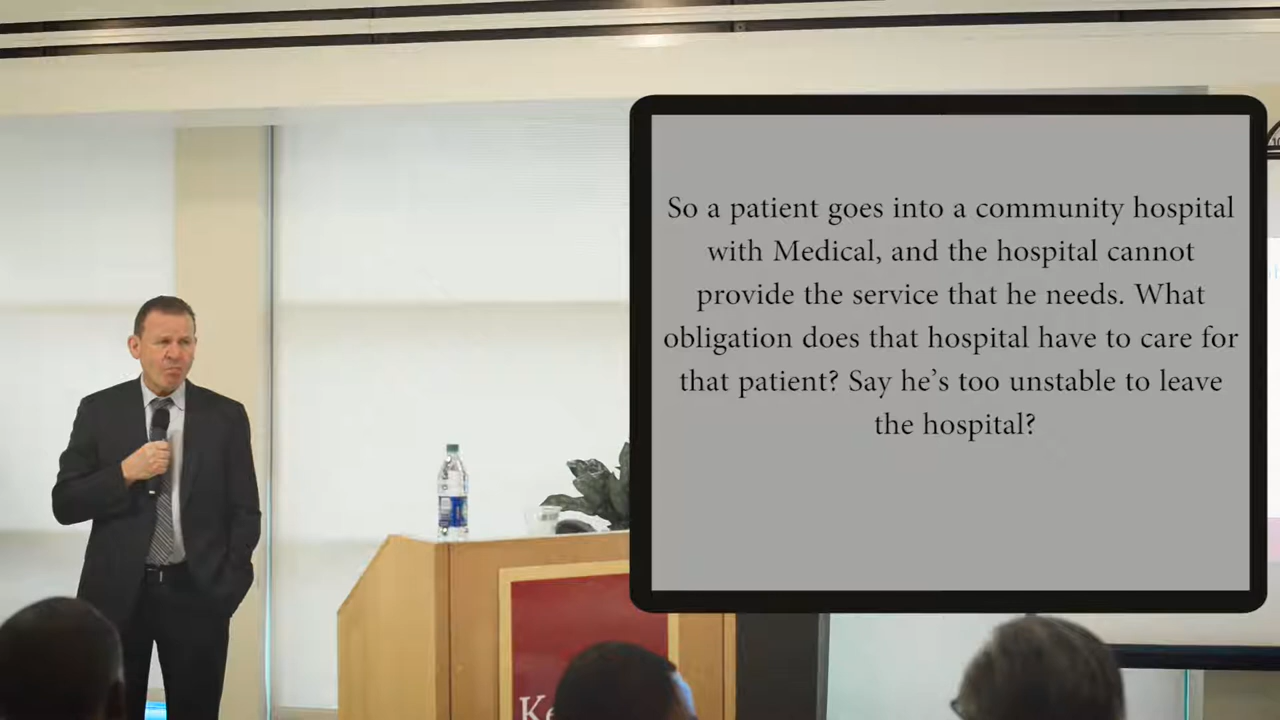 So a patient goes into a community hospital
with Medical, and the hospital cannot
provide the service that he needs. What
obligation does that hospital have to care for
that patient? Say he’s too unstable to leave
the hospital?
Ke